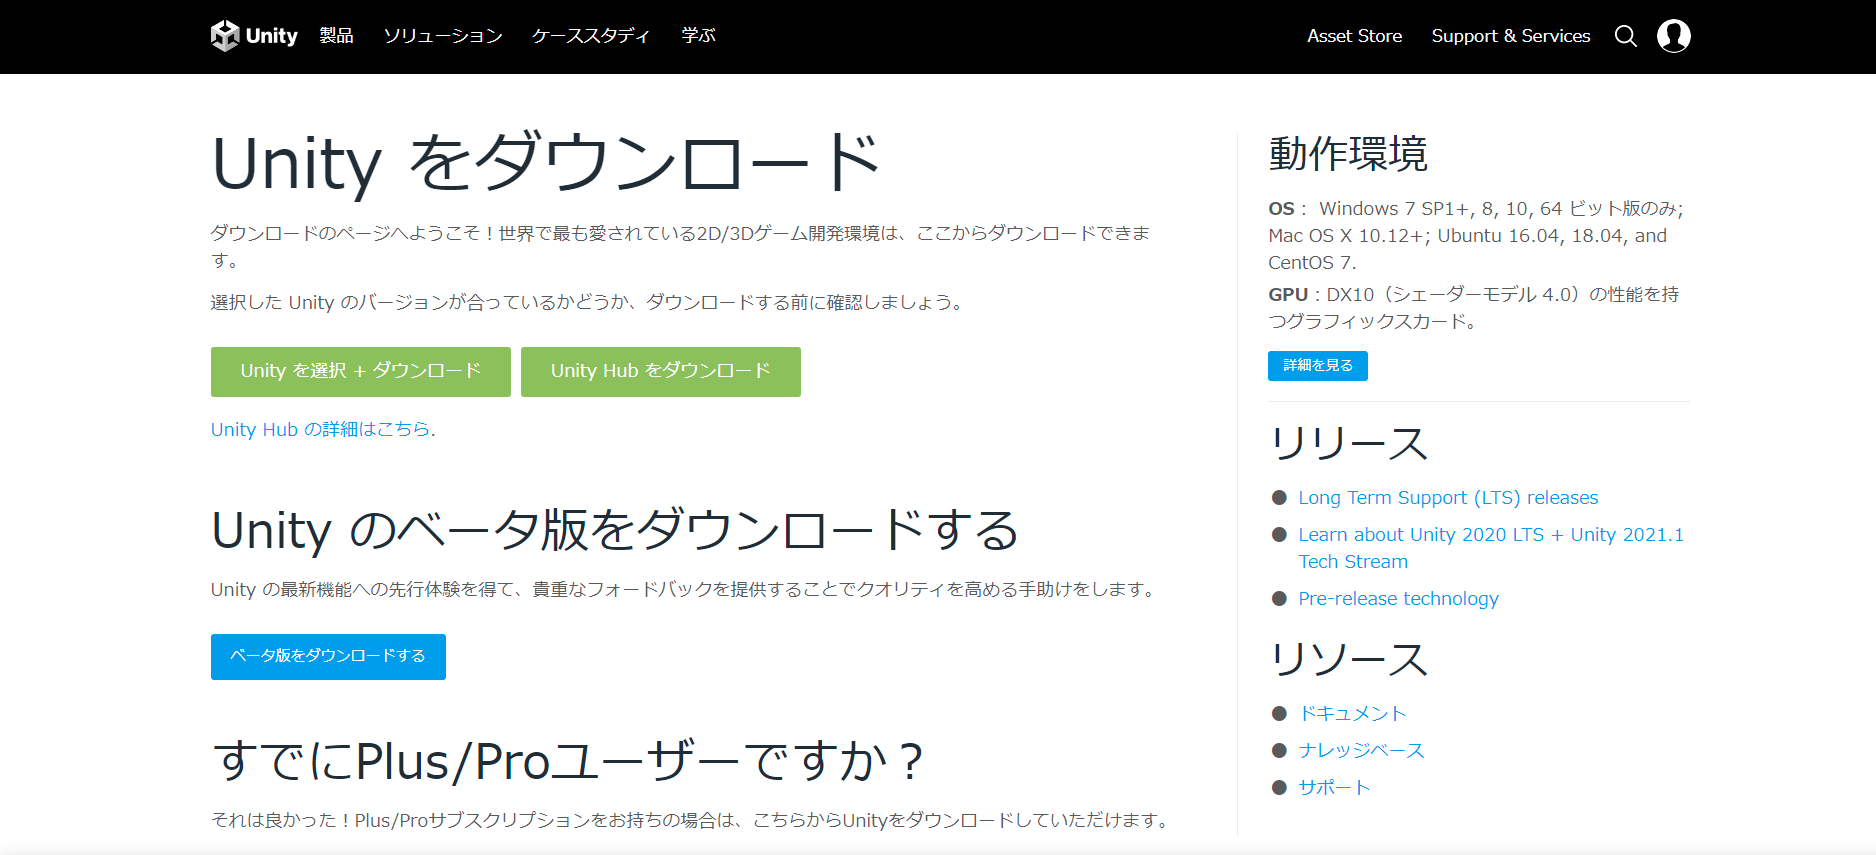 Unity 製品 ソリューション ケーススタディ 学ぶ Asset Store Support & Services
Unity をダウンロード
ダウンロードのページへようこそ！世界で最も愛されている2D/3Dゲーム開発環境は、ここからダウンロードできま
す。
選択した Unity のバージョンが合っているかどうか、ダウンロードする前に確認しましょう。
Unity を選択 + ダウンロード Unity Hub をダウンロード
Unity Hub の詳細はこちら.
Unity のベータ版をダウンロードする
Unity の最新機能への先行体験を得て、貴重なフォードバックを提供することでクオリティを高める手助けをします。
ベータ版をダウンロードする
すでにPlus/Proユーザーですか？
それは良かった！Plus/Proサブスクリプションをお持ちの場合は、こちらからUnityをダウンロードしていただけます。
動作環境
OS： Windows 7 SP1+, 8, 10, 64 ビット版のみ;
Mac OS X 10.12+; Ubuntu 16.04, 18.04, and
CentOS 7.
GPU：DX10（シェーダーモデル 4.0）の性能を持
つグラフィックスカード。
詳細を見る
リリース
● Long Term Support (LTS) releases
● Learn about Unity 2020 LTS + Unity 2021.1
Tech Stream
● Pre-release technology
リソース
● ドキュメント
● ナレッジベース
● サポート